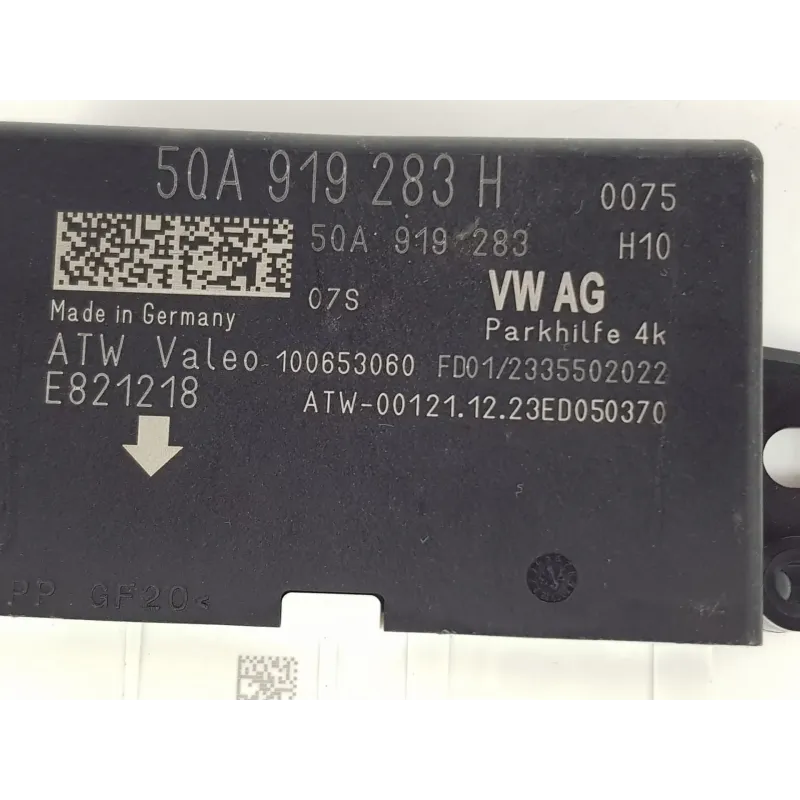 5QA 919 283 H 0075
5QA 919 283 H10
07S VW AG
Made in Germany Parkhilfe 4k
ATW Valeo 100653060 FD01/2335502022
E821218 ATW-00121.12.23ED050370
PP GF20<